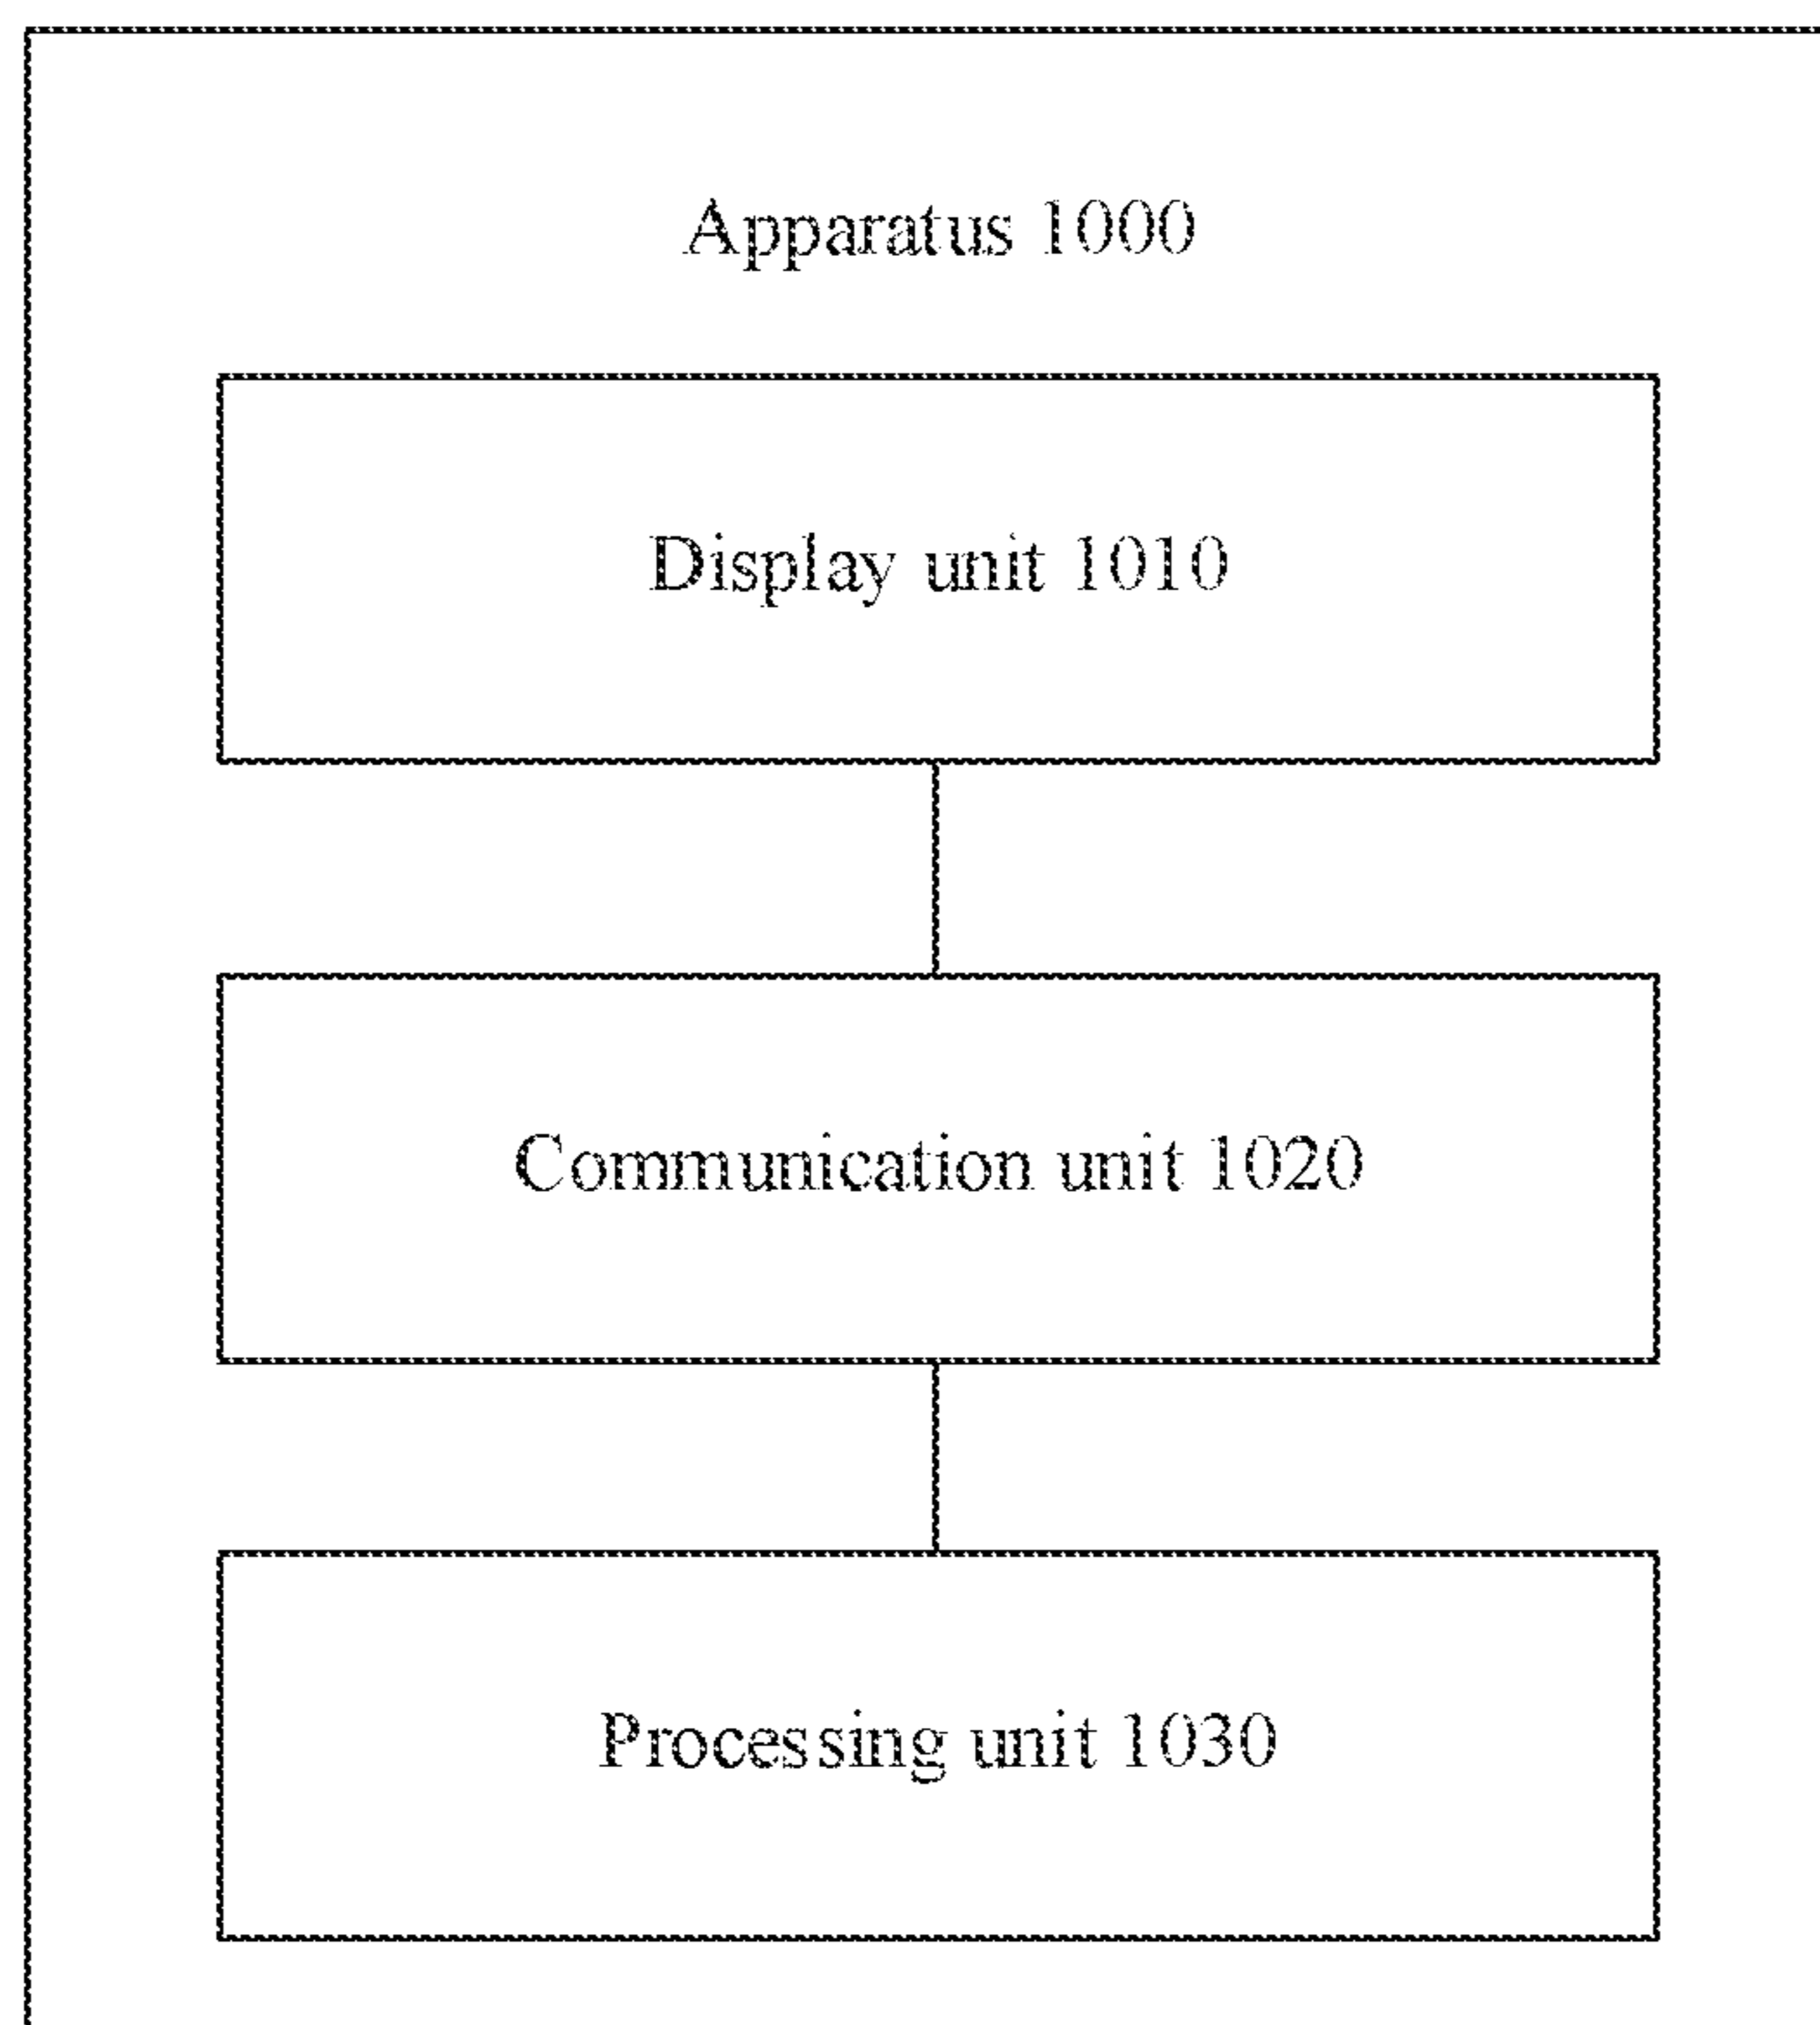 Apparatus 1000
Display unit 1010
Communication unit 1020
Processing unit 1030